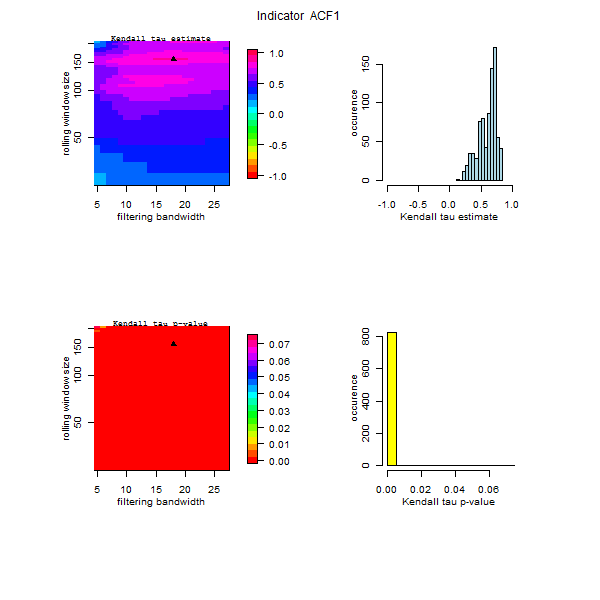 Indicator ACF1
Kendall tau estimate
rolling window size
50
100
150
5 10 15 20 25
filtering bandwidth
1.0
0.5
0.0
-0.5
-1.0
occurence
0 50 100 150
-1.0 -0.5 0.0 0.5 1.0
Kendall tau estimate
Kendall tau p-value
rolling window size
50
100
150
5 10 15 20 25
filtering bandwidth
0.07
0.06
0.05
0.04
0.03
0.02
0.01
0.00
occurence
0 200 400 600 800
0.00 0.02 0.04 0.06
Kendall tau p-value